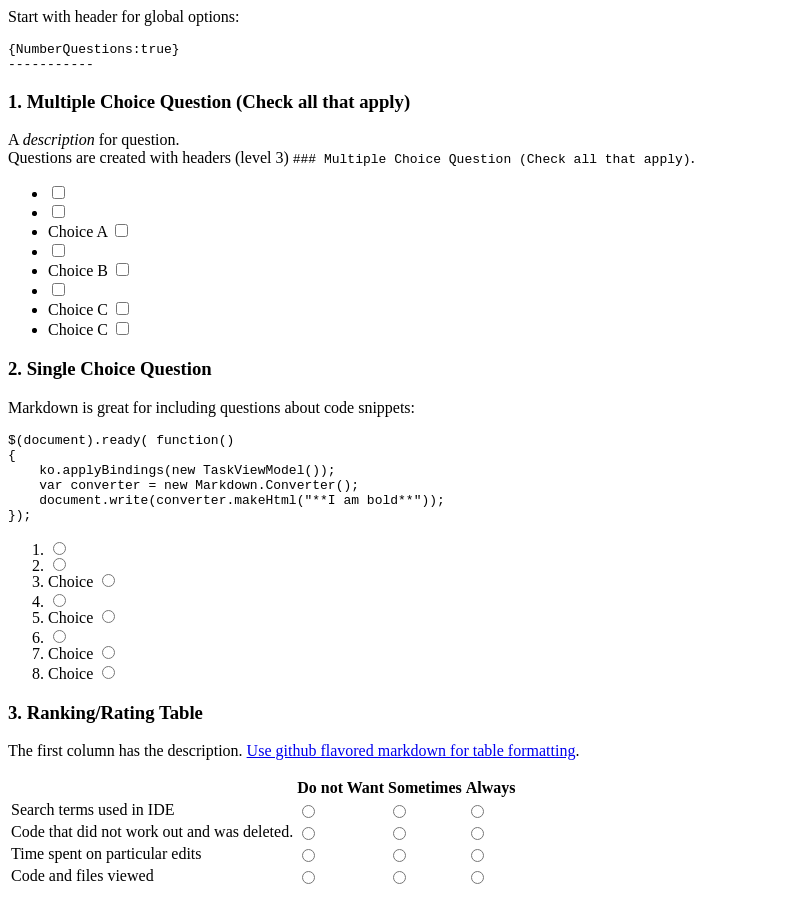 Start with header for global options:
{NumberQuestions:true}
-----------
1. Multiple Choice Question (Check all that apply)
A description for question.
Questions are created with headers (level 3) ### Multiple Choice Question (Check all that apply).
Choice A
Choice B
Choice C
Choice C
2. Single Choice Question
Markdown is great for including questions about code snippets:
$(document).ready( function()
{
    ko.applyBindings(new TaskViewModel());
    var converter = new Markdown.Converter();
    document.write(converter.makeHtml("**I am bold**"));
});
1.
2.
3. Choice
4.
5. Choice
6.
7. Choice
8. Choice
3. Ranking/Rating Table
The first column has the description. Use github flavored markdown for table formatting.
Do not Want Sometimes Always
Search terms used in IDE
Code that did not work out and was deleted.
Time spent on particular edits
Code and files viewed